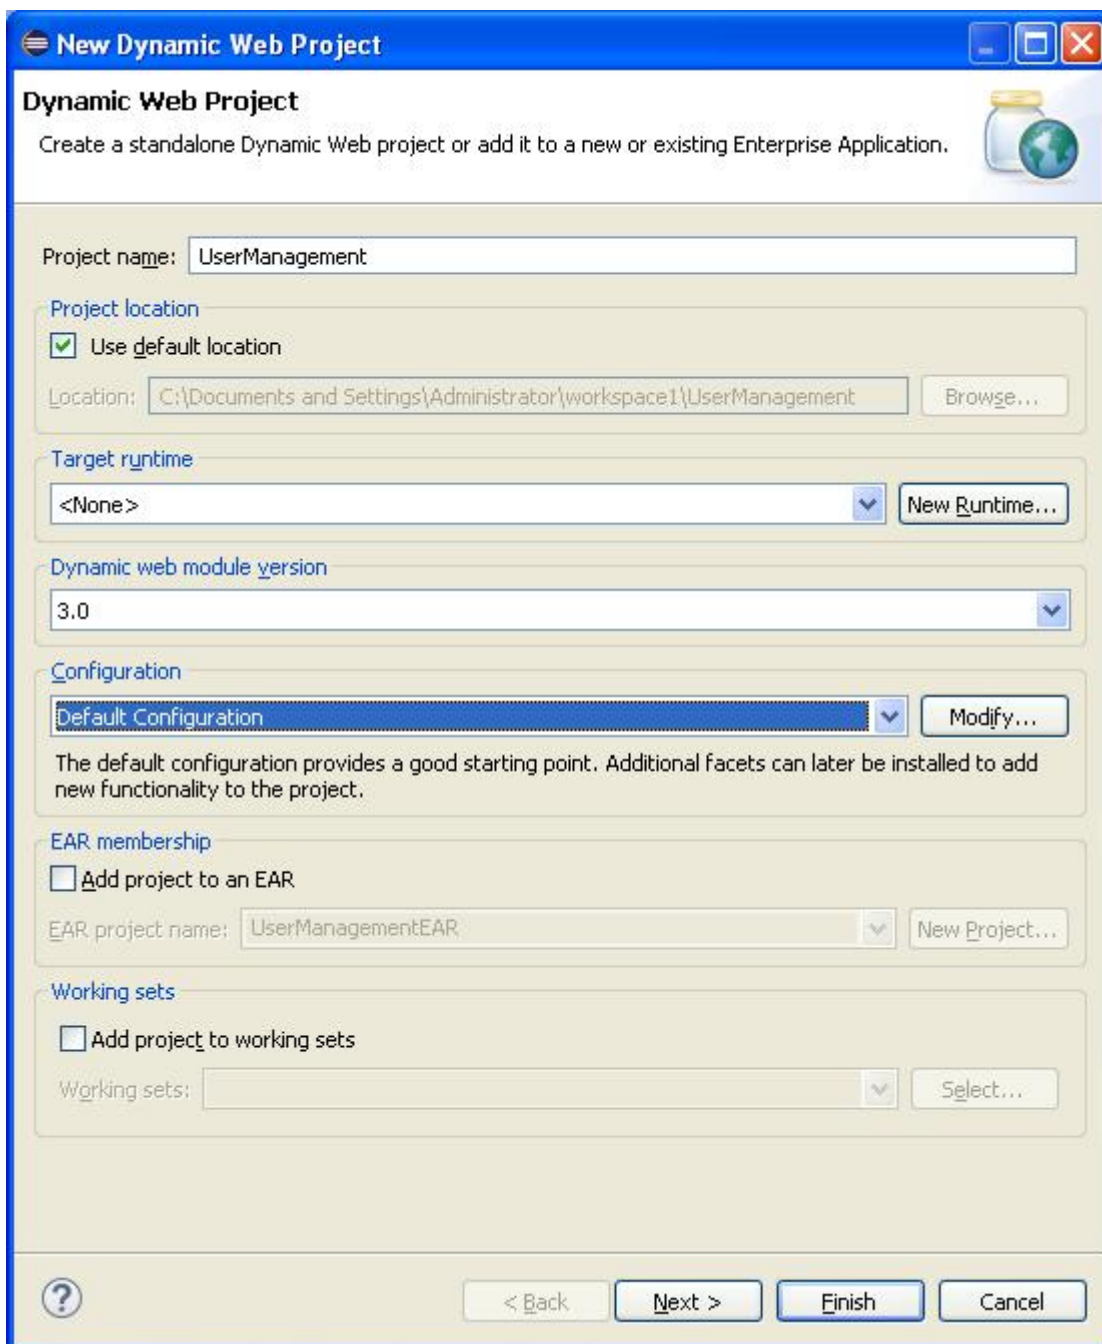 New Dynamic Web Project
Dynamic Web Project
Create a standalone Dynamic Web project or add it to a new or existing Enterprise Application.
Project name: UserManagement
Project location
Use default location
Location: C:\Documents and Settings\Administrator\workspace1\UserManagement Browse...
Target runtime
<None> New Runtime...
Dynamic web module version
3.0
Configuration
Default Configuration Modify...
The default configuration provides a good starting point. Additional facets can later be installed to add
new functionality to the project.
EAR membership
Add project to an EAR
EAR project name: UserManagementEAR New Project...
Working sets
Add project to working sets
Working sets: Select...
? < Back Next > Finish Cancel